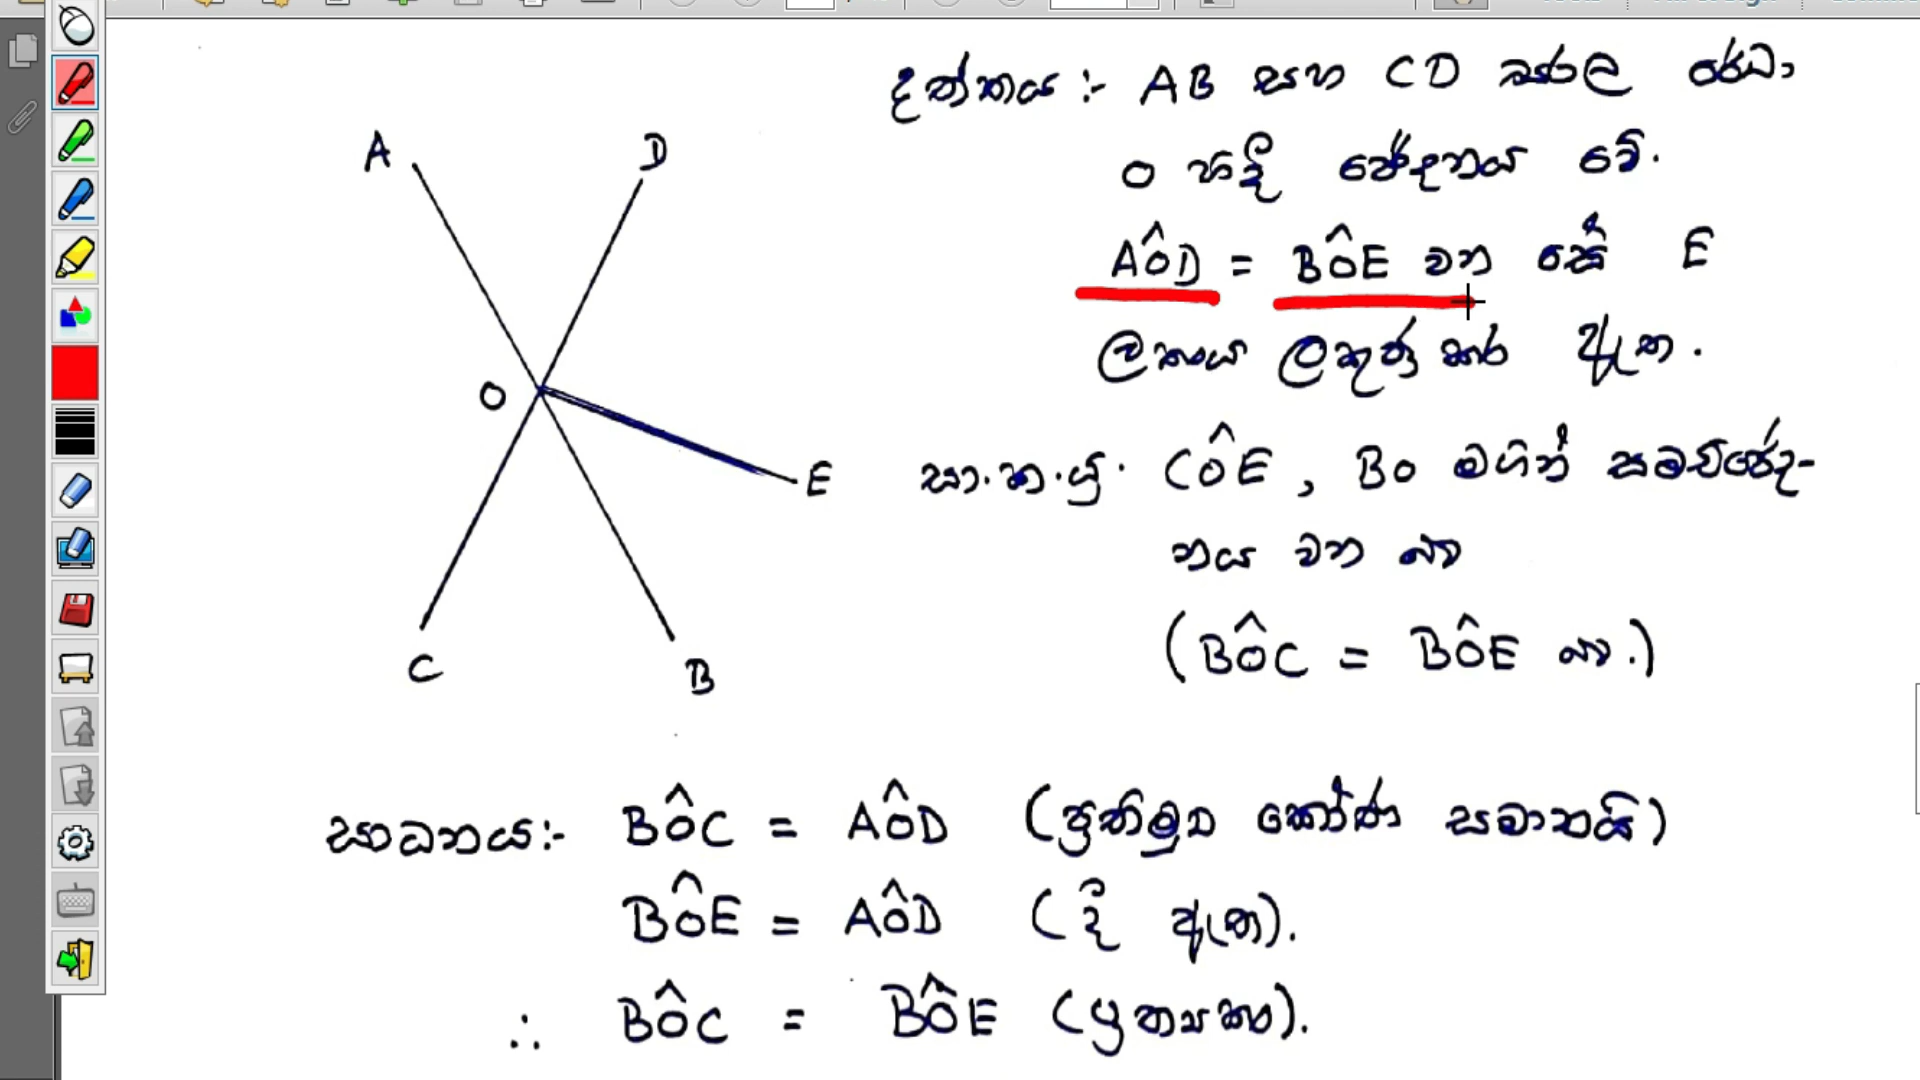 A
D
O
E
C
B
දත්තය :- AB සහ CD සරල රේඛා
O හිදී ඡේදනය වේ.
AÔD = BÔE වන සේ E
ලක්‍ෂ්‍යය ලකුණු කර ඇත.
සා.ක.යු. CÔE , BO මගින් සමච්ඡේද-
නය වන බව
(BÔC = BÔE බව.)
සාධනය:- BÔC = AÔD (ප්‍රතිමුඛ කෝණ සමානයි)
BÔE = AÔD (දී ඇත).
∴ BÔC = BÔE (ප්‍රත්‍යක්‍ෂ).